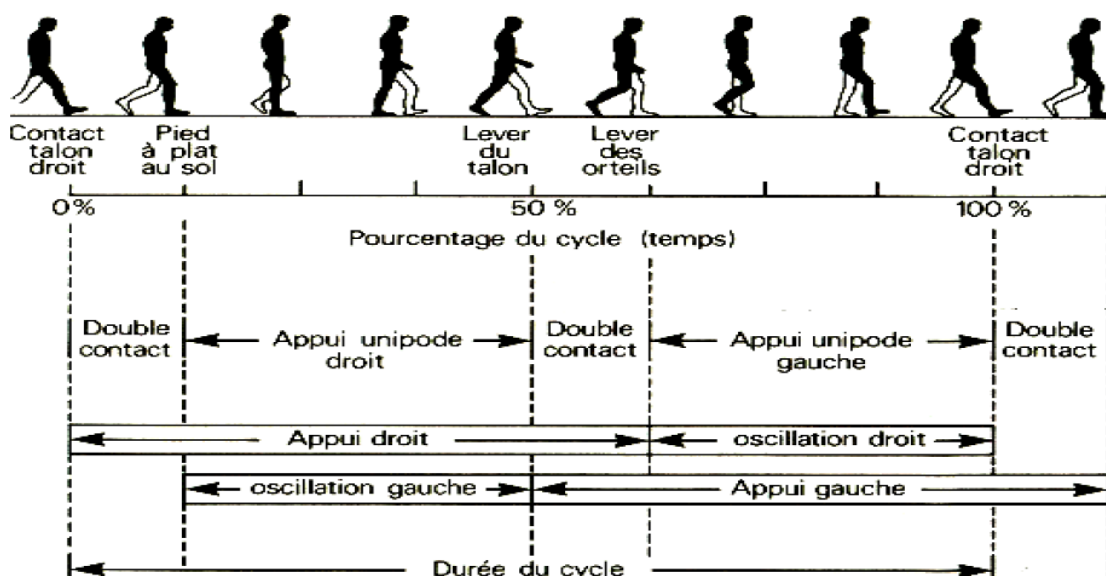 Contact talon droit
Pied à plat au sol
Lever du talon
Lever des orteils
Contact talon droit
0%
50 %
100 %
Pourcentage du cycle (temps)
Double contact
Appui unipode droit
Double contact
Appui unipode gauche
Double contact
Appui droit
oscillation droit
oscillation gauche
Appui gauche
Durée du cycle